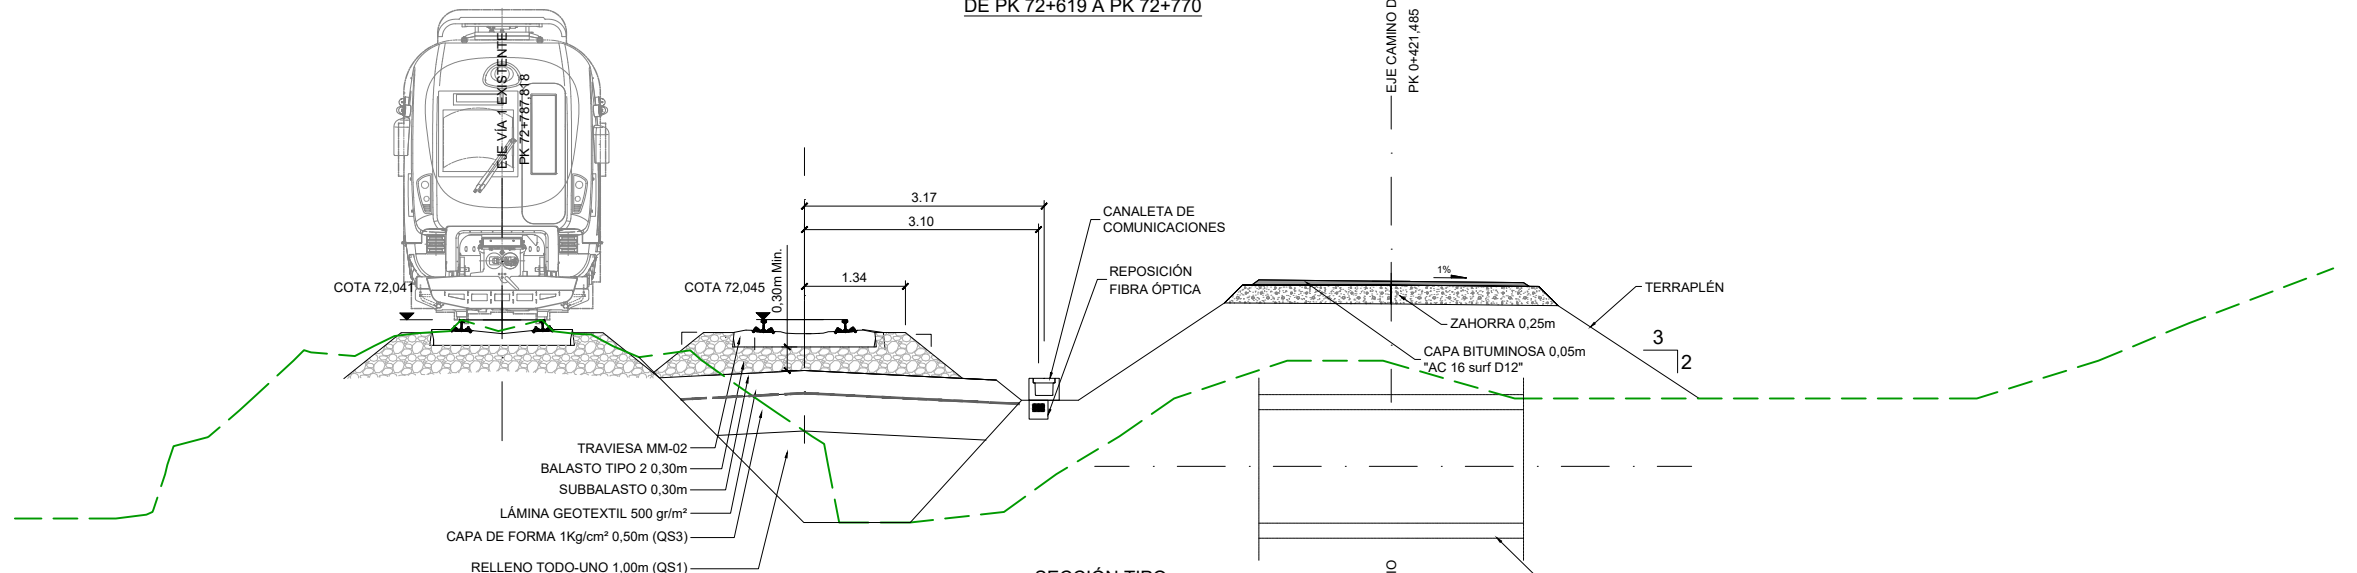 DE PK 72+619 A PK 72+770
EJE VÍA 1 EXISTENTE
PK 72+787,818
EJE CAMINO D
PK 0+421,485
3.17
3.10
1.34
0,30m Min.
COTA 72,041
COTA 72,045
CANALETA DE
COMUNICACIONES
REPOSICIÓN
FIBRA ÓPTICA
1%
TERRAPLÉN
ZAHORRA 0,25m
CAPA BITUMINOSA 0,05m
"AC 16 surf D12"
3
2
TRAVIESA MM-02
BALASTO TIPO 2 0,30m
SUBBALASTO 0,30m
LÁMINA GEOTEXTIL 500 gr/m²
CAPA DE FORMA 1Kg/cm² 0,50m (QS3)
RELLENO TODO-UNO 1,00m (QS1)
SECCIÓN TIPO